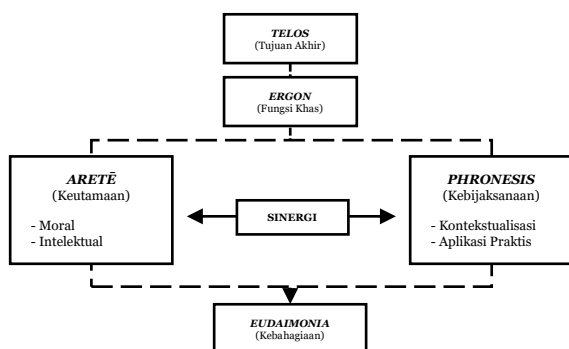 TELOS
(Tujuan Akhir)
ERGON
(Fungsi Khas)
ARETĒ
(Keutamaan)
- Moral
- Intelektual
SINERGI
PHRONESIS
(Kebijaksanaan)
- Kontekstualisasi
- Aplikasi Praktis
EUDAIMONIA
(Kebahagiaan)